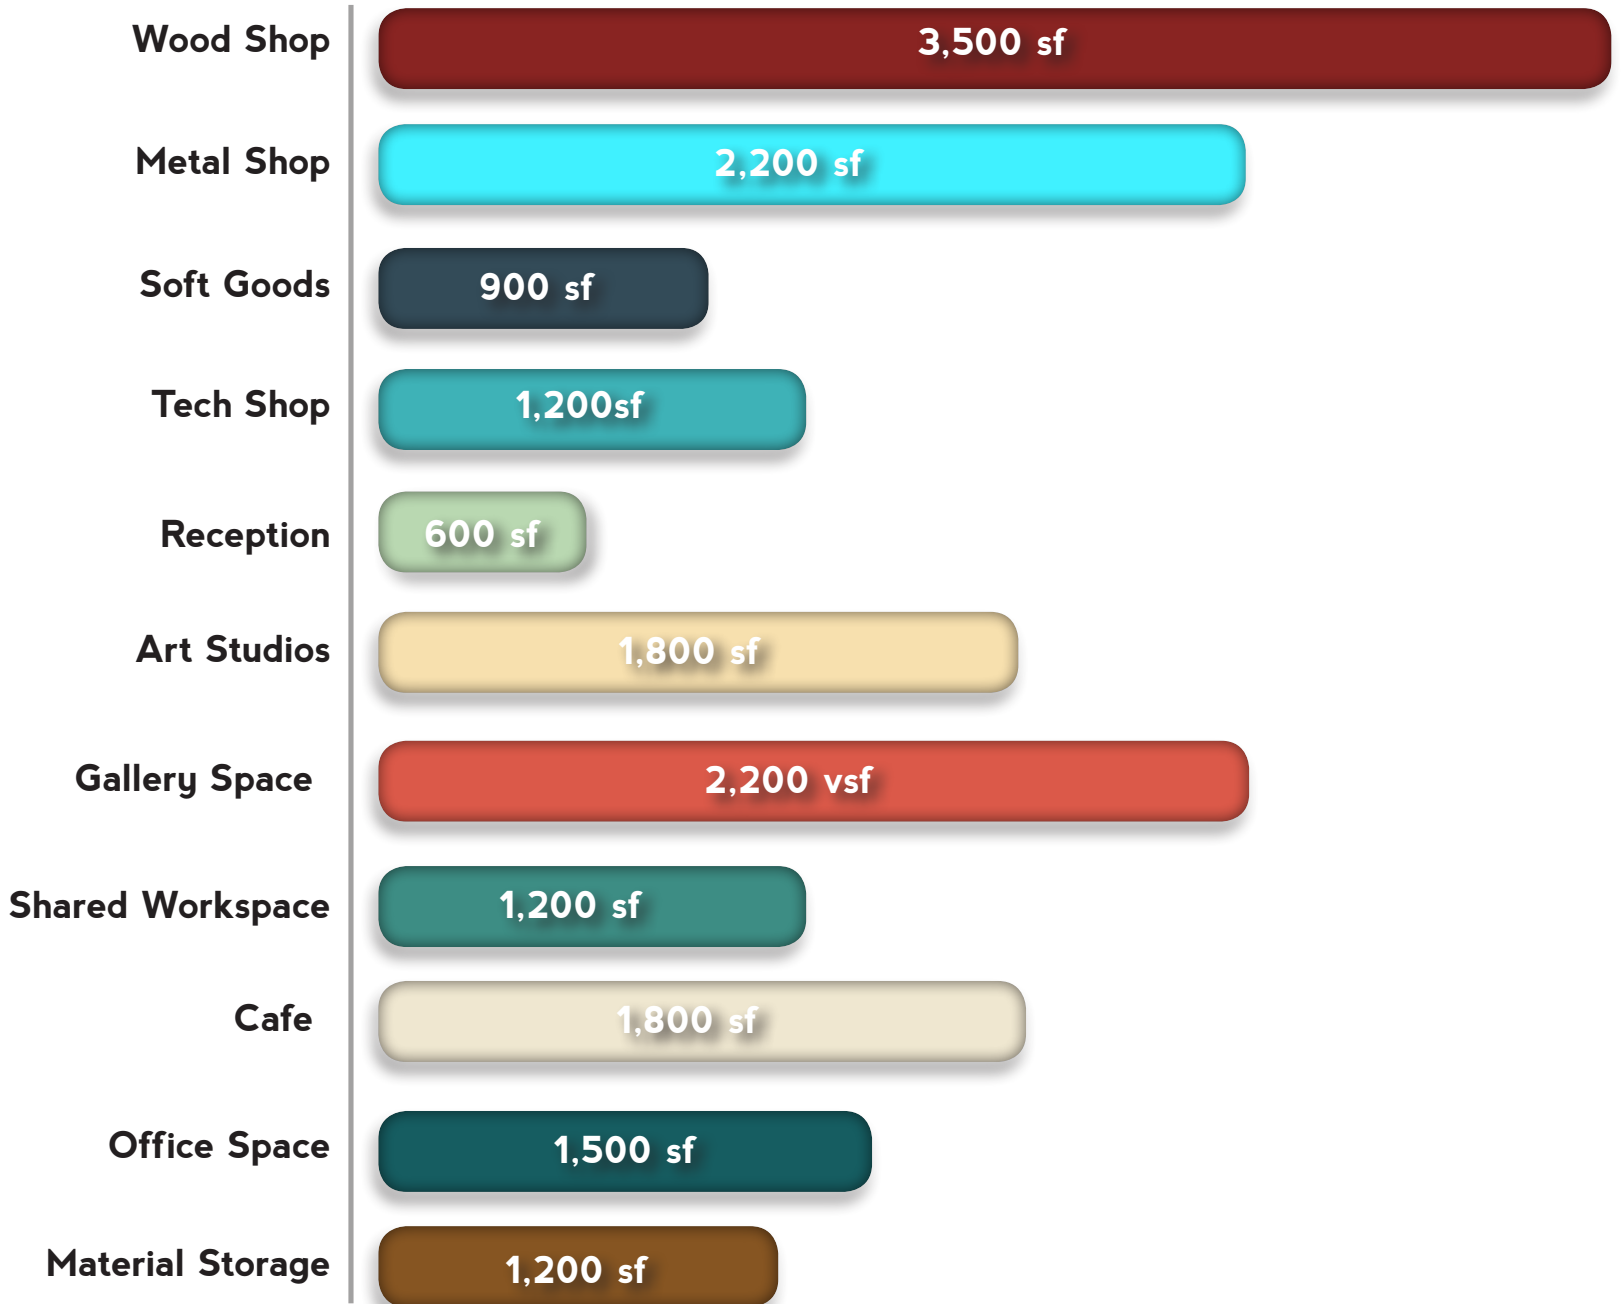 Wood Shop 3,500 sf
Metal Shop 2,200 sf
Soft Goods 900 sf
Tech Shop 1,200sf
Reception 600 sf
Art Studios 1,800 sf
Gallery Space 2,200 vsf
Shared Workspace 1,200 sf
Cafe 1,800 sf
Office Space 1,500 sf
Material Storage 1,200 sf